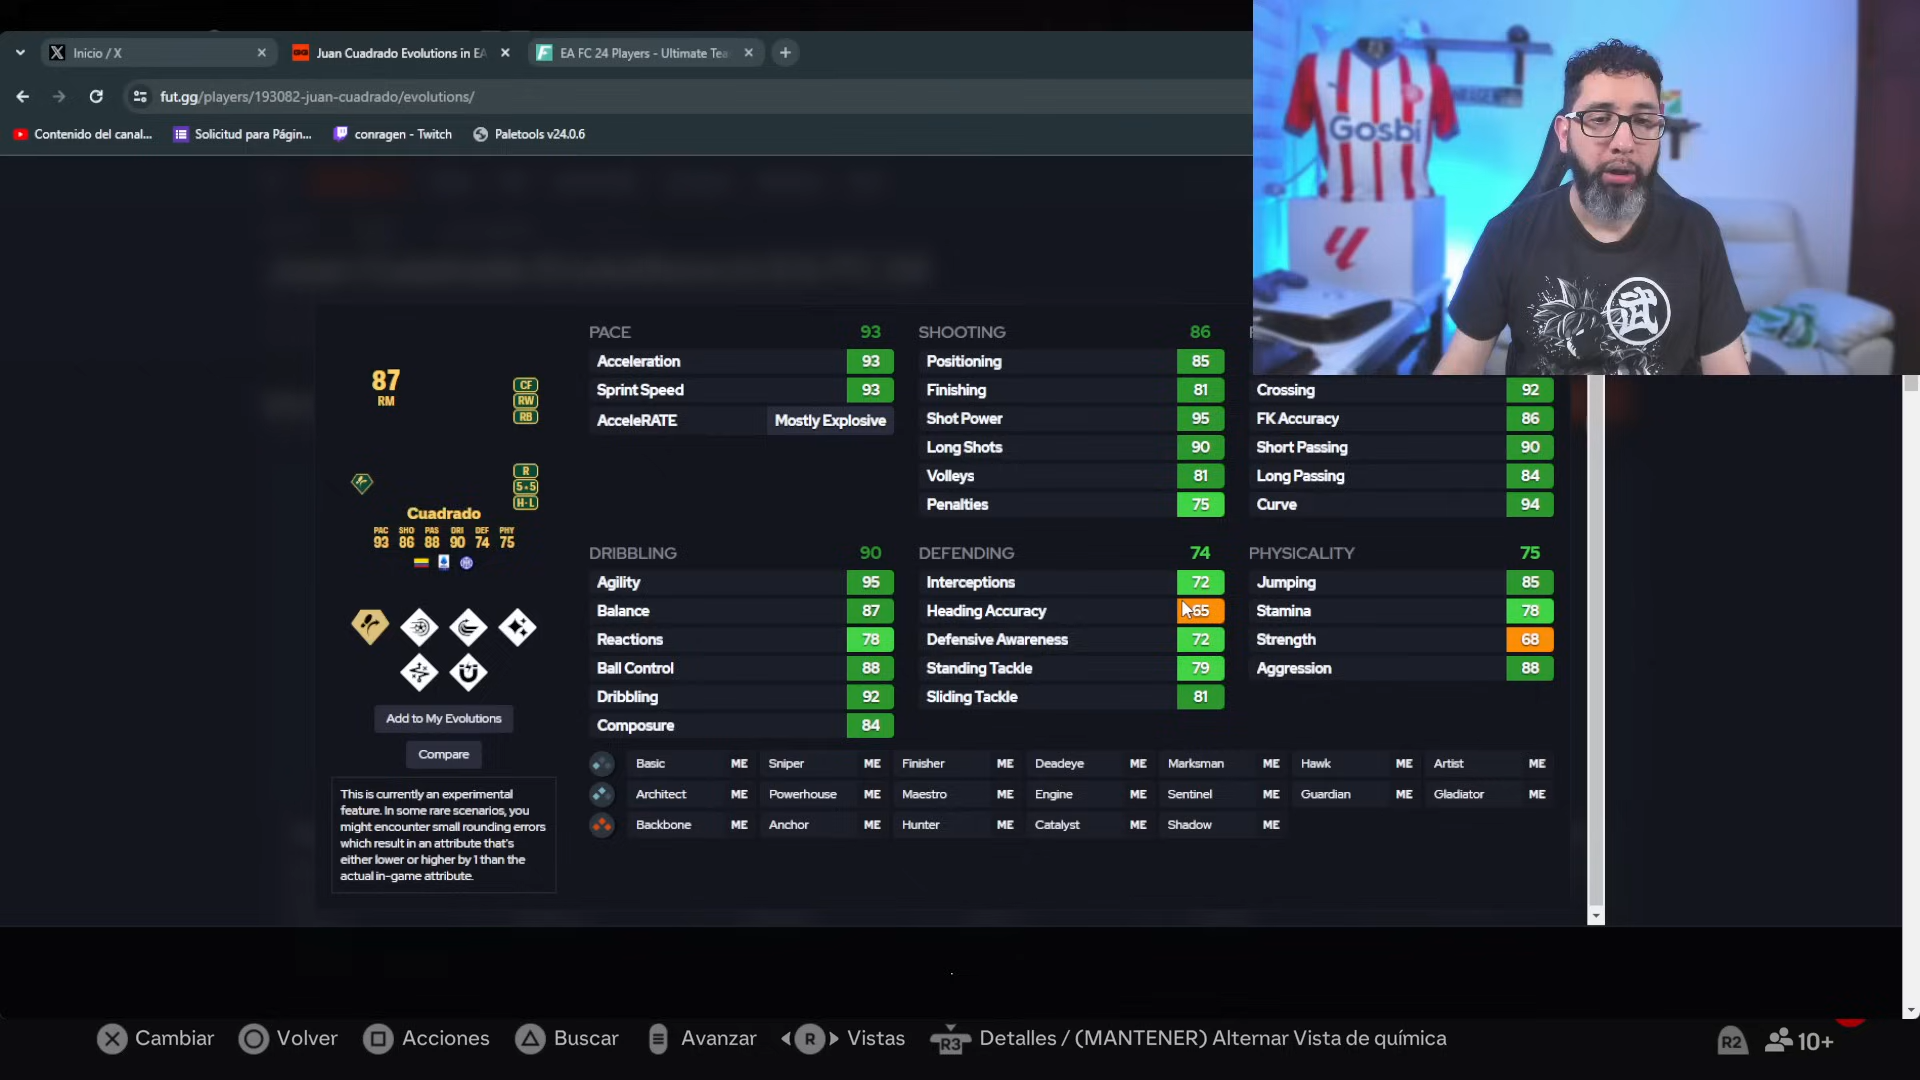 Inicio / X
Juan Cuadrado Evolutions in EA
EA FC 24 Players - Ultimate Tea
fut.gg/players/193082-juan-cuadrado/evolutions/
Contenido del canal...
Solicitud para Págin...
conragen - Twitch
Paletools v24.0.6
Gosbi
武
87
RM
CF
RW
RB
R
5⋆5
H·L
Cuadrado
PAC SHO PAS DRI DEF PHY
93 86 88 90 74 75
Add to My Evolutions
Compare
This is currently an experimental
feature. In some rare scenarios, you
might encounter small rounding errors
which result in an attribute that's
either lower or higher by 1 than the
actual in-game attribute.
PACE 93
Acceleration 93
Sprint Speed 93
AcceleRATE Mostly Explosive
SHOOTING 86
Positioning 85
Finishing 81
Shot Power 95
Long Shots 90
Volleys 81
Penalties 75
Crossing 92
FK Accuracy 86
Short Passing 90
Long Passing 84
Curve 94
DRIBBLING 90
Agility 95
Balance 87
Reactions 78
Ball Control 88
Dribbling 92
Composure 84
DEFENDING 74
Interceptions 72
Heading Accuracy 65
Defensive Awareness 72
Standing Tackle 79
Sliding Tackle 81
PHYSICALITY 75
Jumping 85
Stamina 78
Strength 68
Aggression 88
Basic ME Sniper ME Finisher ME Deadeye ME Marksman ME Hawk ME Artist ME
Architect ME Powerhouse ME Maestro ME Engine ME Sentinel ME Guardian ME Gladiator ME
Backbone ME Anchor ME Hunter ME Catalyst ME Shadow ME
Cambiar Volver Acciones Buscar Avanzar R Vistas R3 Detalles / (MANTENER) Alternar Vista de química R2 10+